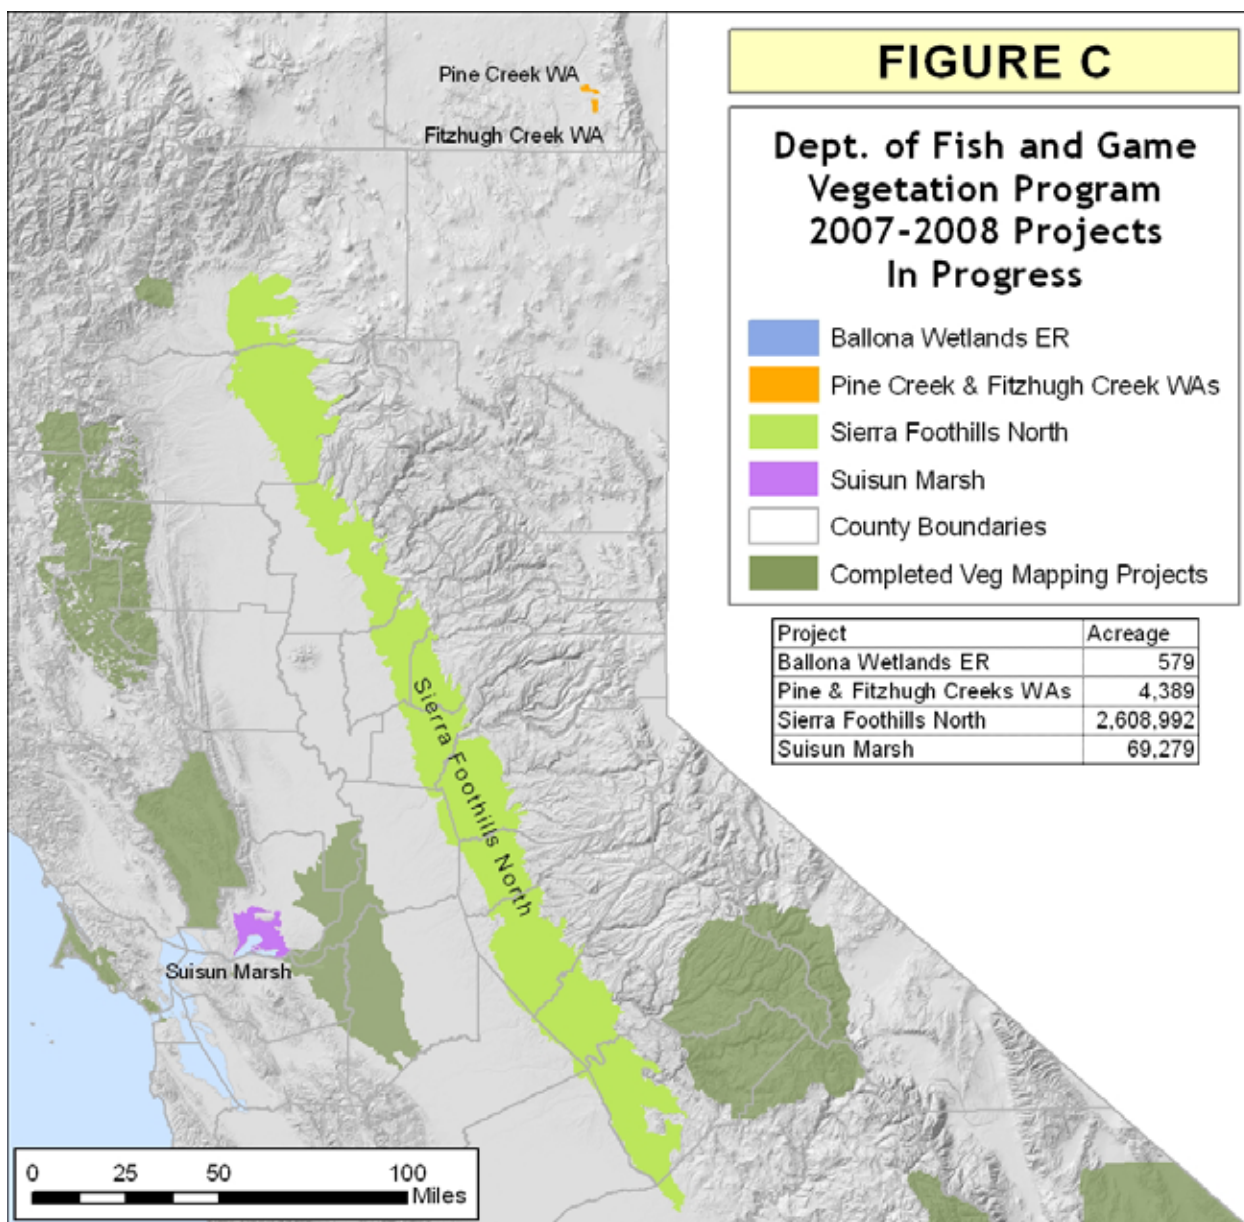 Pine Creek WA
Fitzhugh Creek WA
Sierra Foothills North
Suisun Marsh
0 25 50 100
Miles
FIGURE C
Dept. of Fish and Game
Vegetation Program
2007-2008 Projects
In Progress
Ballona Wetlands ER
Pine Creek & Fitzhugh Creek WAs
Sierra Foothills North
Suisun Marsh
County Boundaries
Completed Veg Mapping Projects
Project Acreage
Ballona Wetlands ER 579
Pine & Fitzhugh Creeks WAs 4,389
Sierra Foothills North 2,608,992
Suisun Marsh 69,279